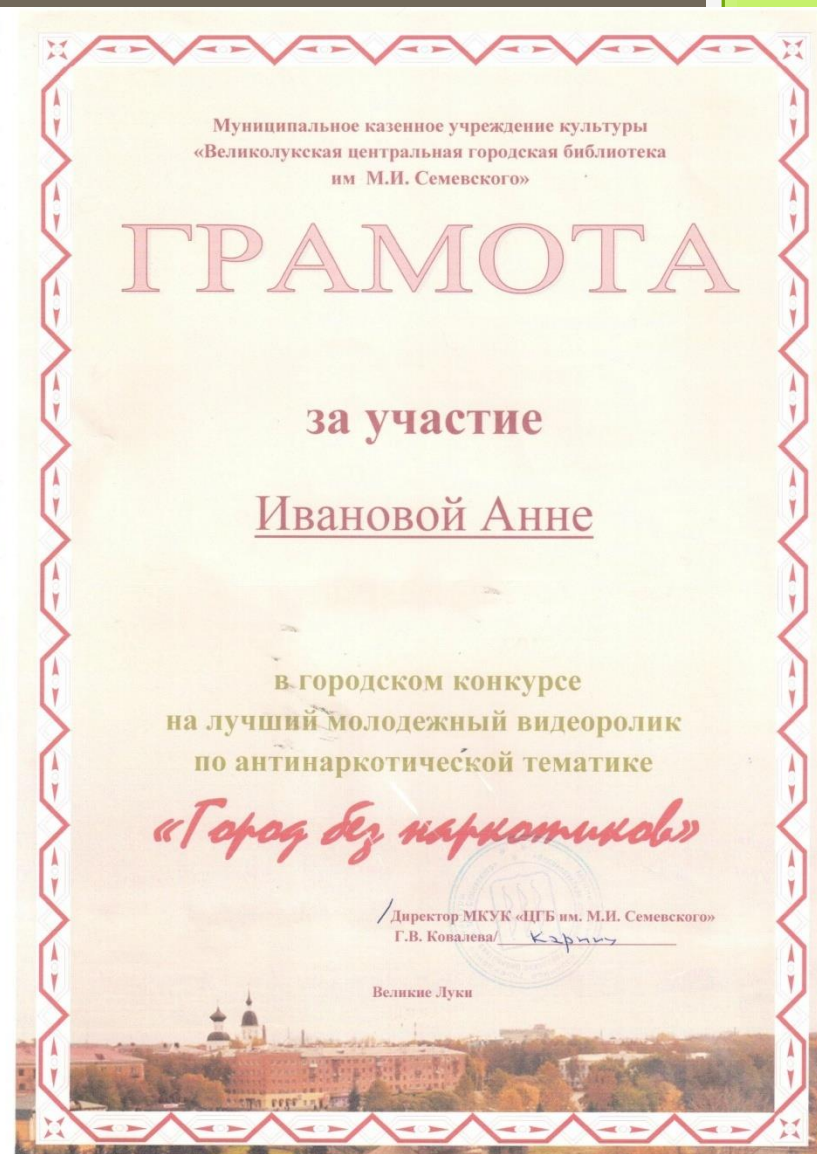 Муниципальное казенное учреждение культуры
«Великолукская центральная городская библиотека
им М.И. Семевского»
ГРАМОТА
за участие
Ивановой Анне
в городском конкурсе
на лучший молодежный видеоролик
по антинаркотической тематике
«Город без наркотиков»
/Директор МКУК «ЦГБ им. М.И. Семевского»
Г.В. Ковалева/
Великие Луки